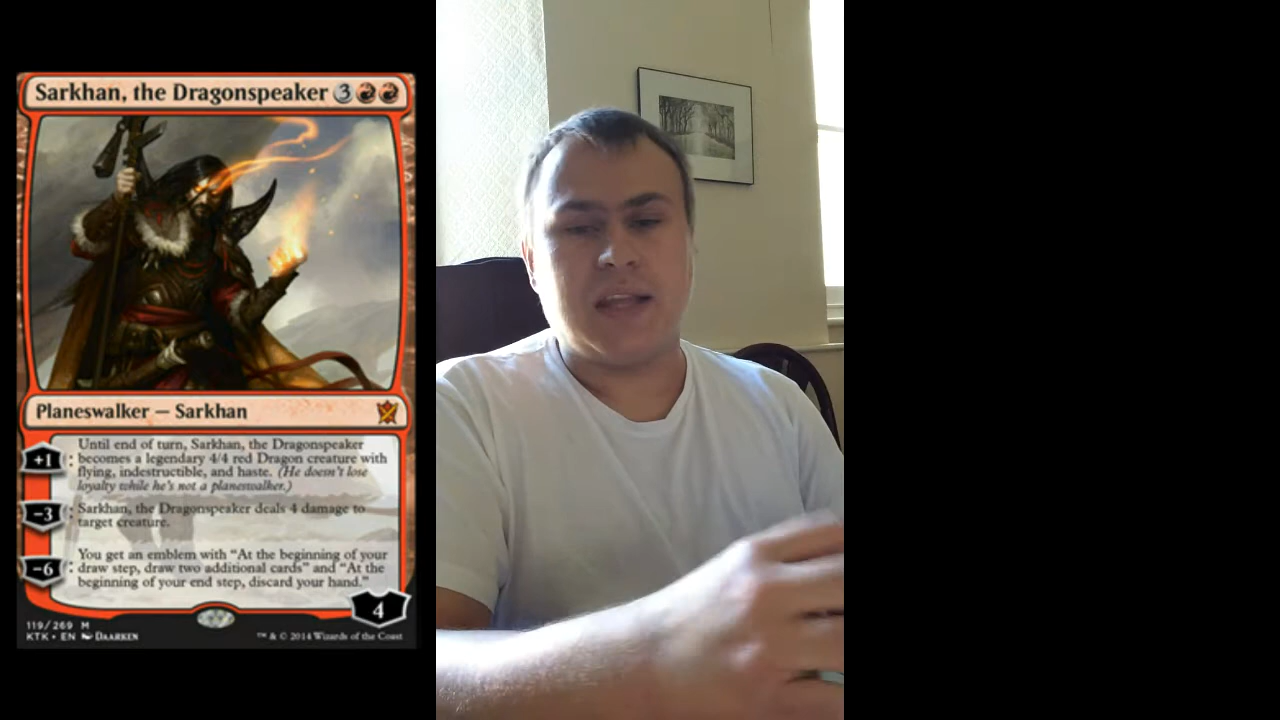 Sarkhan, the Dragonspeaker 3
Planeswalker — Sarkhan
Until end of turn, Sarkhan, the Dragonspeaker
+1 : becomes a legendary 4/4 red Dragon creature with
flying, indestructible, and haste. (He doesn't lose
loyalty while he's not a planeswalker.)
-3 : Sarkhan, the Dragonspeaker deals 4 damage to
target creature.
You get an emblem with "At the beginning of your
-6 : draw step, draw two additional cards" and "At the
beginning of your end step, discard your hand."
4
119/269 M
KTK • EN DAARKEN
™ & © 2014 Wizards of the Coast